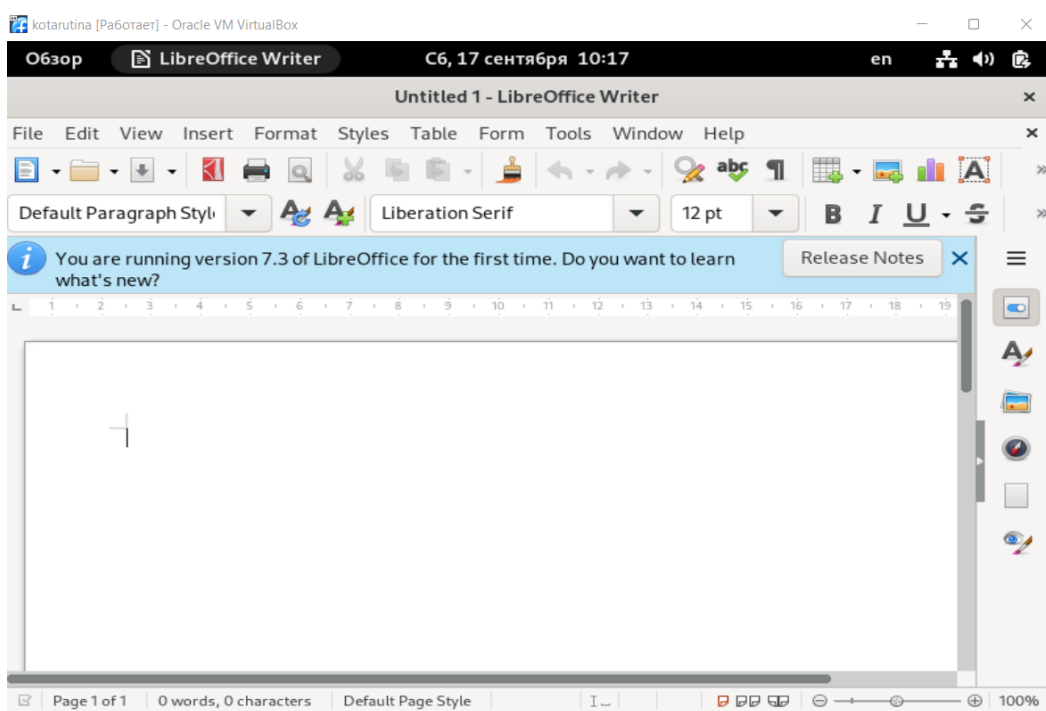 kotarutina [Работает] - Oracle VM VirtualBox
Обзор LibreOffice Writer Сб, 17 сентября 10:17 en
Untitled 1 - LibreOffice Writer
File Edit View Insert Format Styles Table Form Tools Window Help
abc A
Default Paragraph Styl Liberation Serif 12 pt B I U S
You are running version 7.3 of LibreOffice for the first time. Do you want to learn what's new? Release Notes
1 2 3 4 5 6 7 8 9 10 11 12 13 14 15 16 17 18 19
Page 1 of 1 0 words, 0 characters Default Page Style 100%